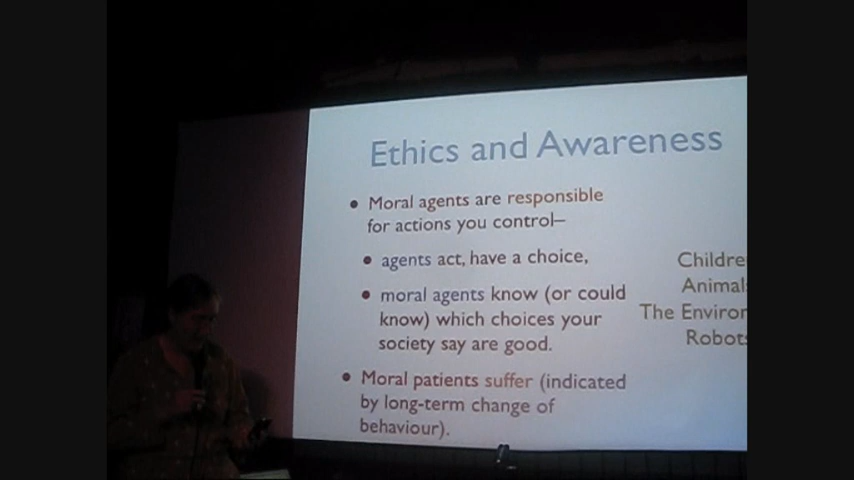 Ethics and Awareness
• Moral agents are responsible
for actions you control–
• agents act, have a choice,
• moral agents know (or could
know) which choices your
society say are good.
• Moral patients suffer (indicated
by long-term change of
behaviour).
Childre
Animal
The Environ
Robots